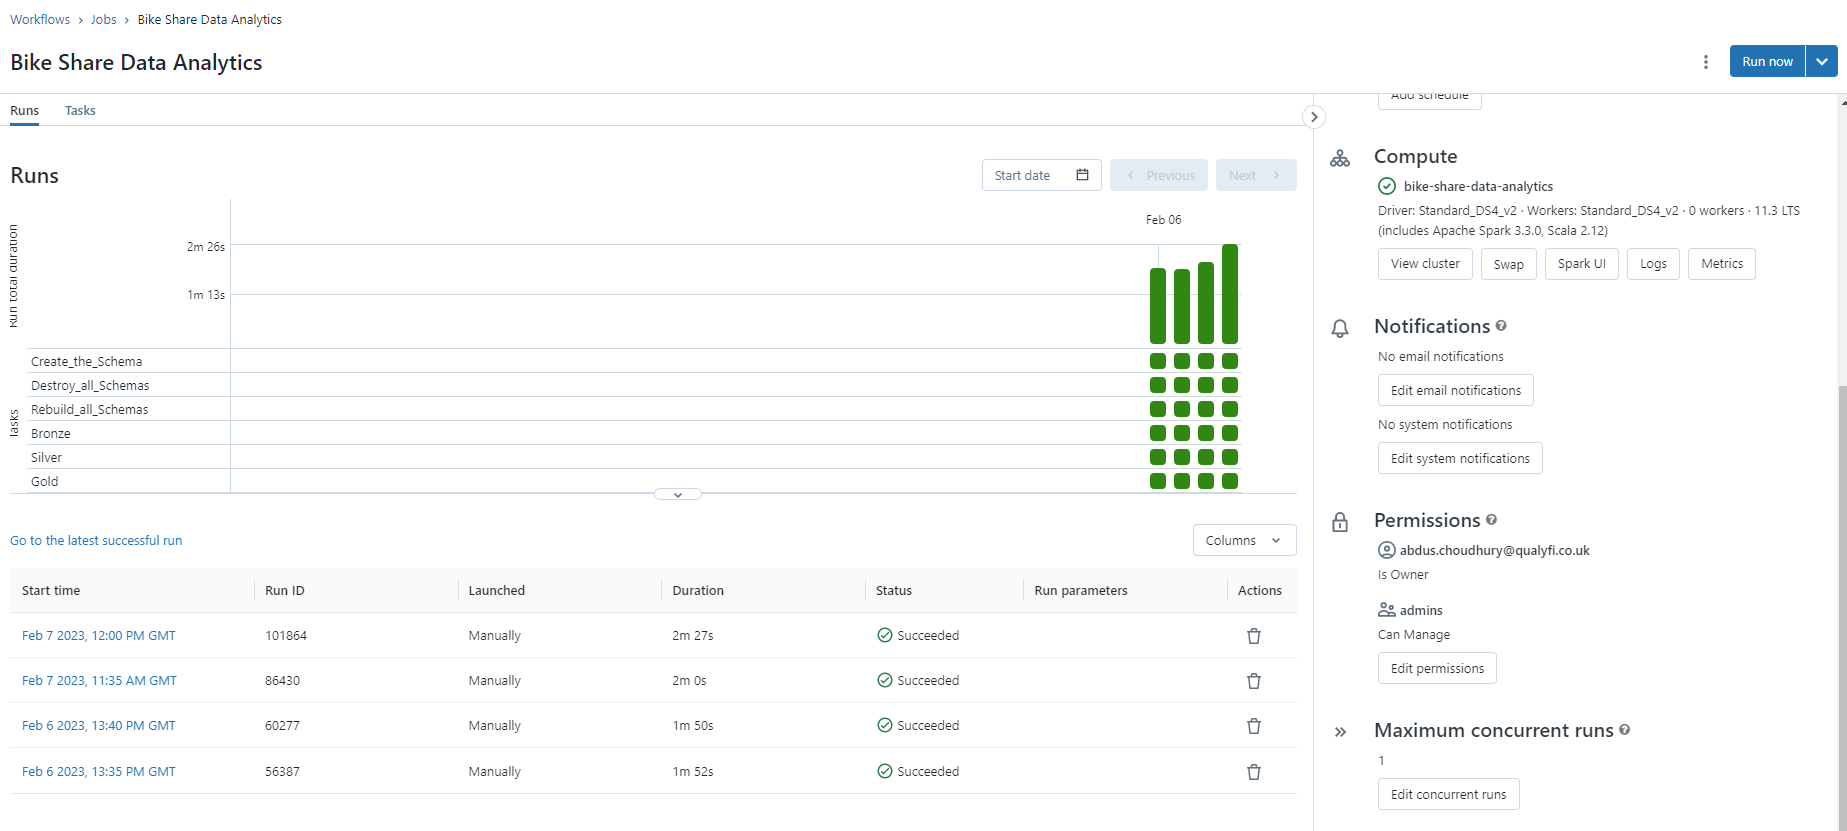 Workflows › Jobs › Bike Share Data Analytics
Bike Share Data Analytics
Run now
Runs Tasks
Runs
Start date
Previous
Next
Feb 06
Run total duration
2m 26s
1m 13s
Tasks
Create_the_Schema
Destroy_all_Schemas
Rebuild_all_Schemas
Bronze
Silver
Gold
Go to the latest successful run
Columns
Start time Run ID Launched Duration Status Run parameters Actions
Feb 7 2023, 12:00 PM GMT 101864 Manually 2m 27s Succeeded
Feb 7 2023, 11:35 AM GMT 86430 Manually 2m 0s Succeeded
Feb 6 2023, 13:40 PM GMT 60277 Manually 1m 50s Succeeded
Feb 6 2023, 13:35 PM GMT 56387 Manually 1m 52s Succeeded
Add schedule
Compute
bike-share-data-analytics
Driver: Standard_DS4_v2 · Workers: Standard_DS4_v2 · 0 workers · 11.3 LTS
(includes Apache Spark 3.3.0, Scala 2.12)
View cluster Swap Spark UI Logs Metrics
Notifications
No email notifications
Edit email notifications
No system notifications
Edit system notifications
Permissions
abdus.choudhury@qualyfi.co.uk
Is Owner
admins
Can Manage
Edit permissions
Maximum concurrent runs
1
Edit concurrent runs